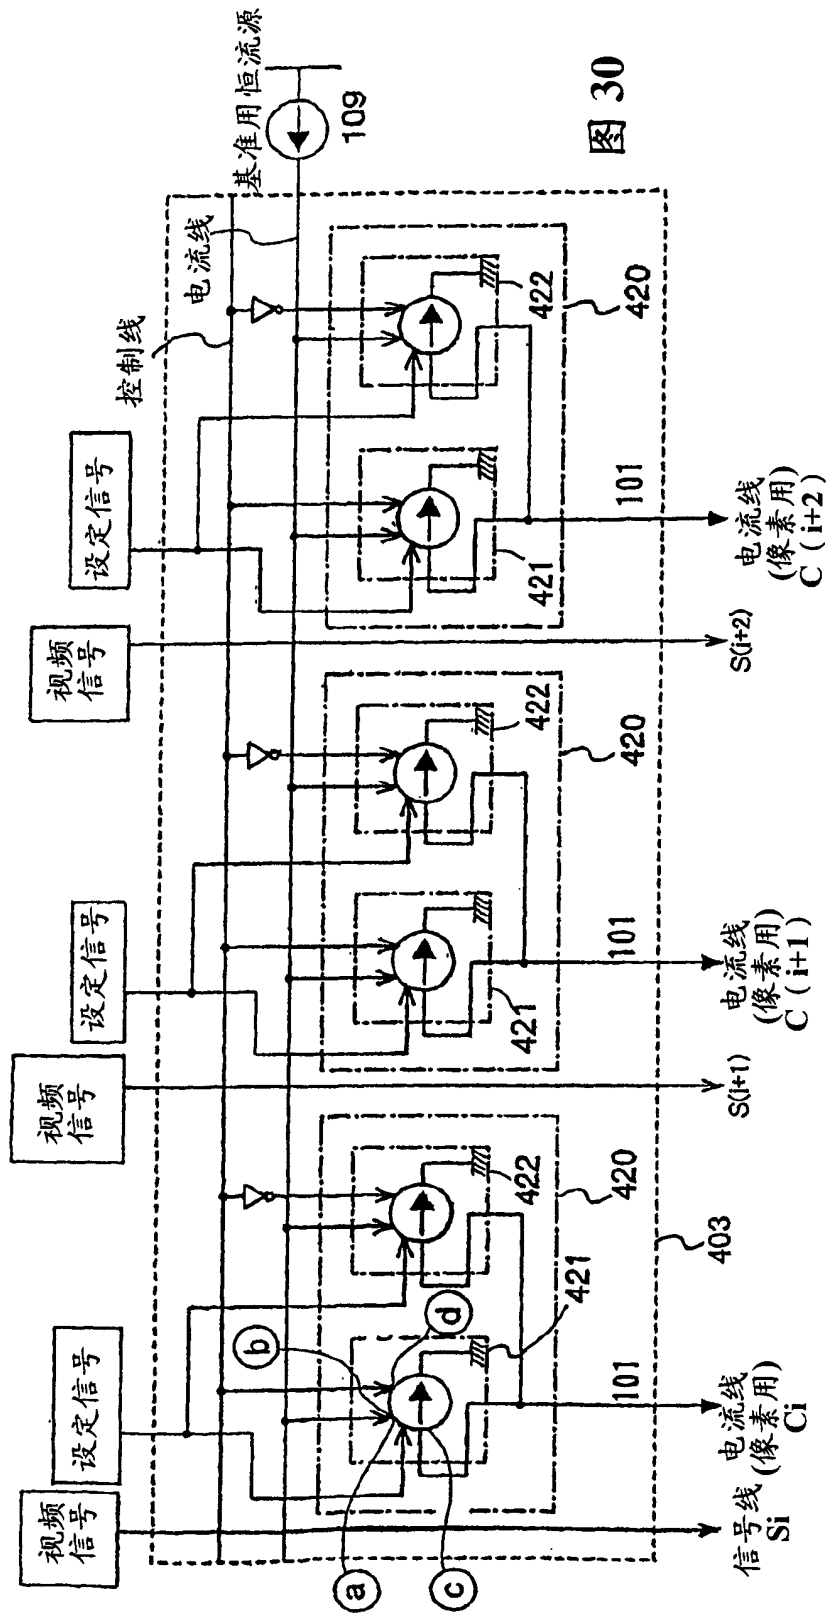 视频
信号
设定信号
视频
信号
设定信号
视频
信号
设定信号
控制线
电流线
基准用恒流源
109
a
b
c
d
421
422
420
421
422
420
421
422
420
403
101
101
101
信号线
Si
电流线
(像素用)
Ci
S(i+1)
电流线
(像素用)
C（i+1）
S(i+2)
电流线
(像素用)
C（i+2）
图 30